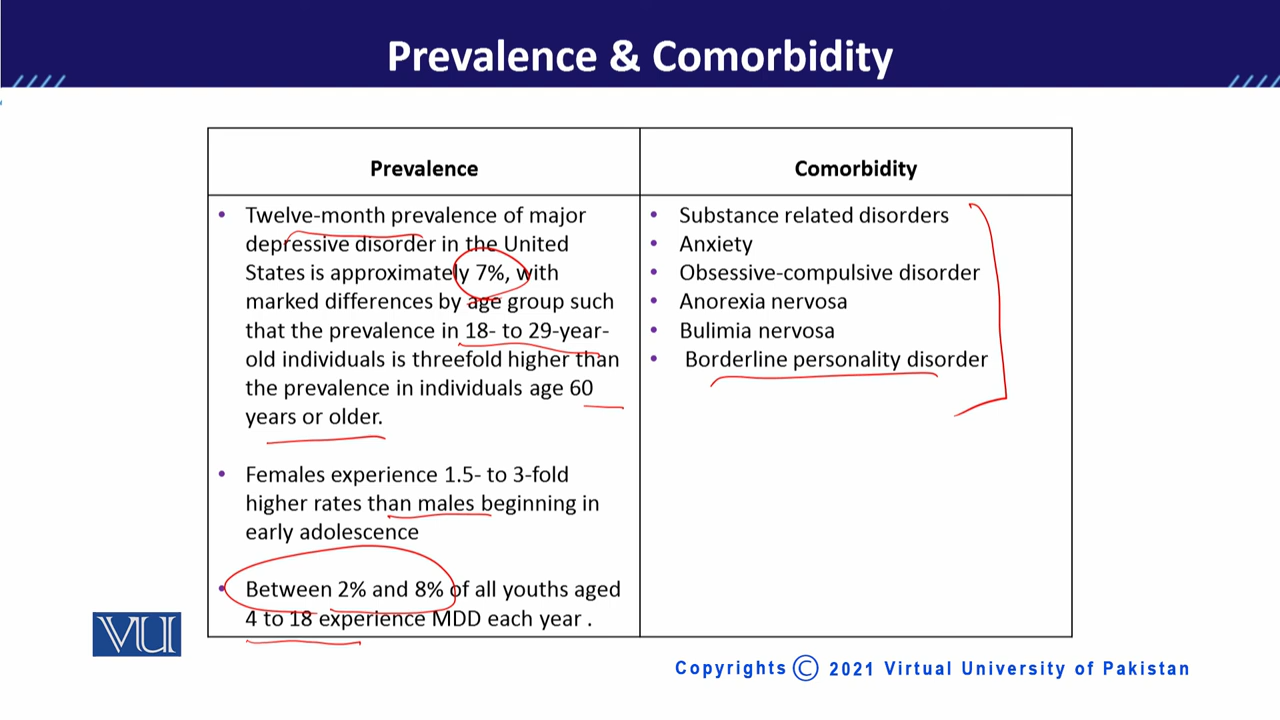 Prevalence & Comorbidity
Prevalence
Twelve-month prevalence of major
depressive disorder in the United
States is approximately 7%, with
marked differences by age group such
that the prevalence in 18- to 29-year-
old individuals is threefold higher than
the prevalence in individuals age 60
years or older.
Females experience 1.5- to 3-fold
higher rates than males beginning in
early adolescence
Between 2% and 8% of all youths aged
4 to 18 experience MDD each year .
Comorbidity
Substance related disorders
Anxiety
Obsessive-compulsive disorder
Anorexia nervosa
Bulimia nervosa
Borderline personality disorder
VU
Copyrights © 2021 Virtual University of Pakistan